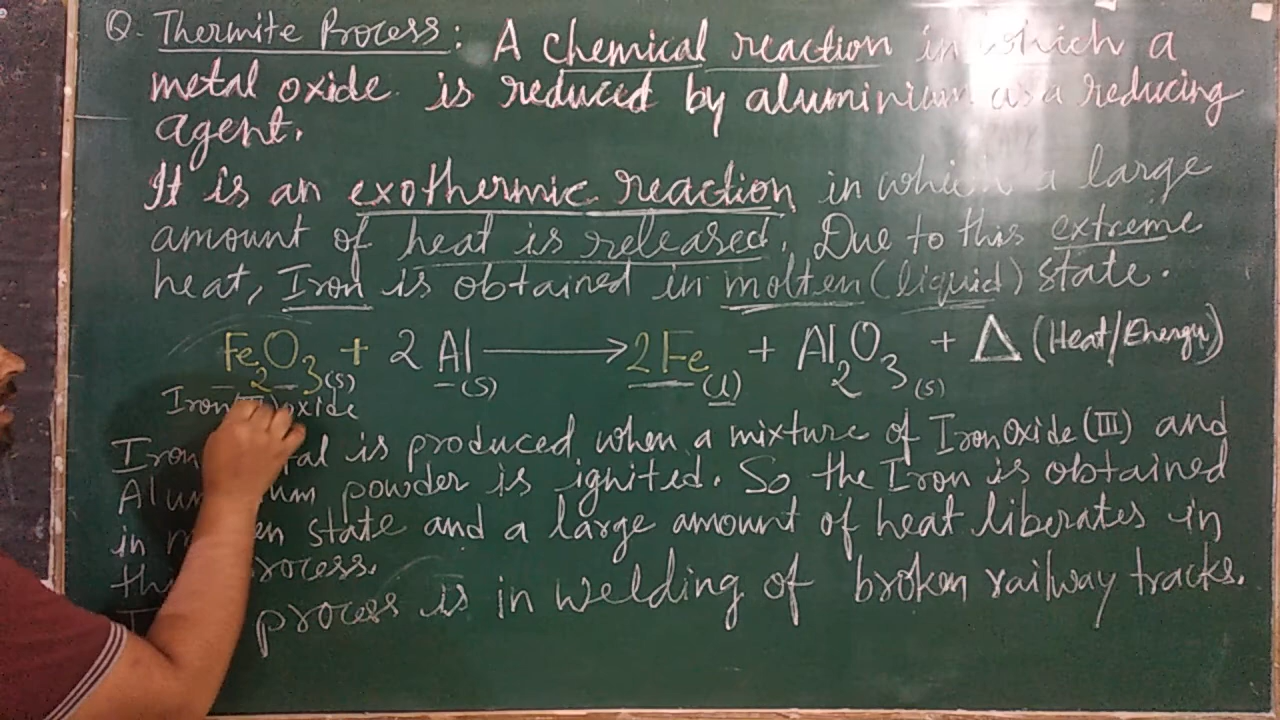 Q. Thermite Process: A chemical reaction in which a
metal oxide is reduced by aluminium as a reducing
agent.
It is an exothermic reaction in which a large
amount of heat is released. Due to this extreme
heat, Iron is obtained in molten (liquid) state.
Fe2O3(s) + 2 Al(s) → 2 Fe(l) + Al2O3(s) + Δ (Heat/Energy)
Iron oxide
Iron is produced when a mixture of Iron Oxide (III) and
powder is ignited. So the Iron is obtained
in state and a large amount of heat liberates in
process.
process is in welding of broken railway tracks.